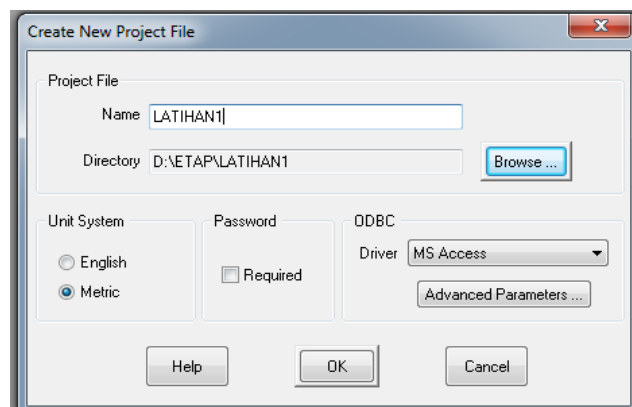 Create New Project File
Project File
Name LATIHAN1
Directory D:\ETAP\LATIHAN1 Browse ...
Unit System Password ODBC
English Required Driver MS Access
Metric Advanced Parameters ...
Help OK Cancel